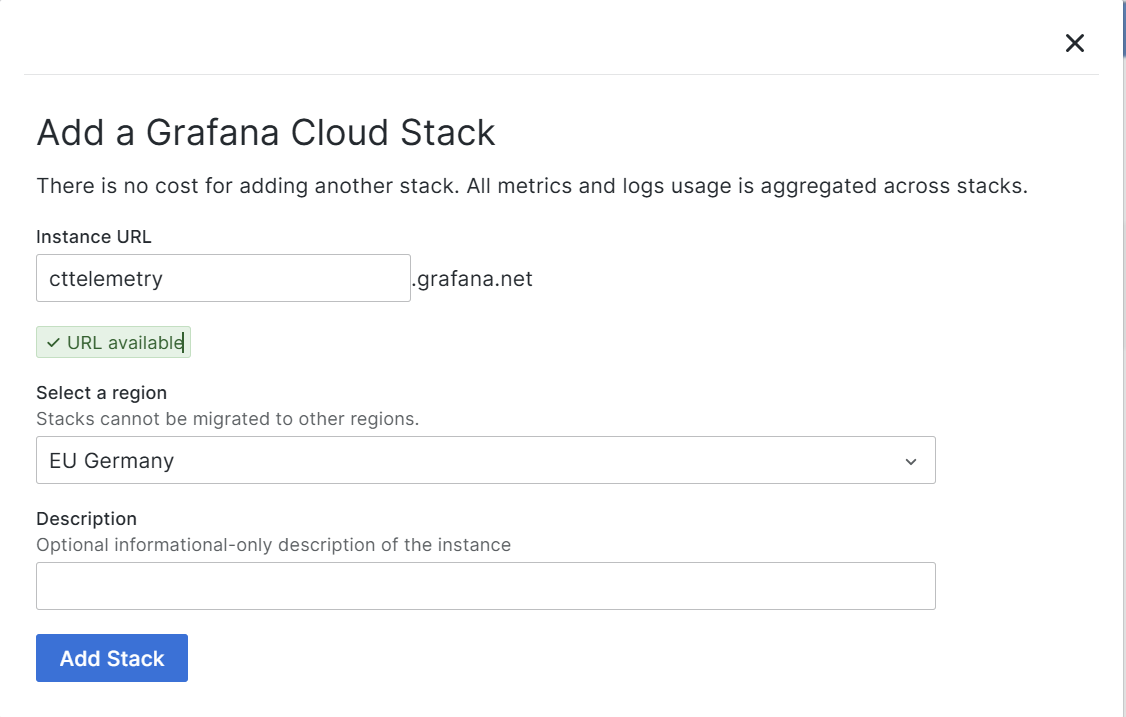 Add a Grafana Cloud Stack
There is no cost for adding another stack. All metrics and logs usage is aggregated across stacks.
Instance URL
cttelemetry .grafana.net
URL available
Select a region
Stacks cannot be migrated to other regions.
EU Germany
Description
Optional informational-only description of the instance
Add Stack